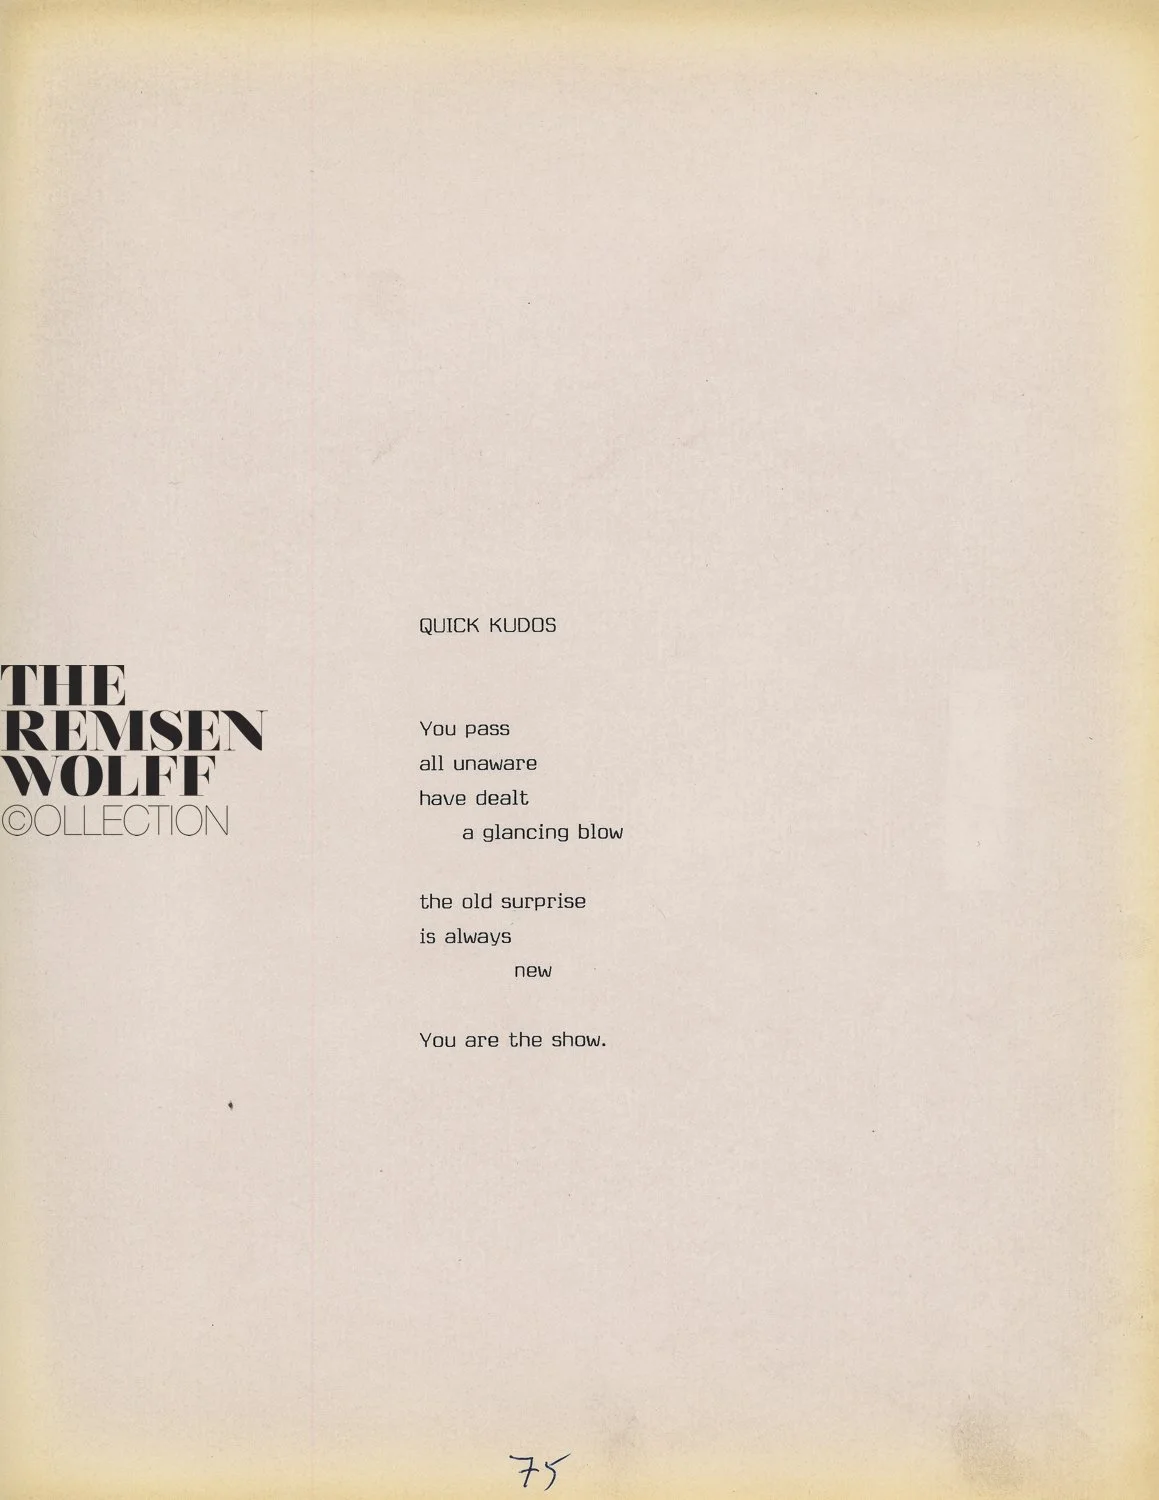 QUICK KUDOS
THE
REMSEN
WOLFF
©OLLECTION
You pass
all unaware
have dealt
a glancing blow
the old surprise
is always
new
You are the show.
75